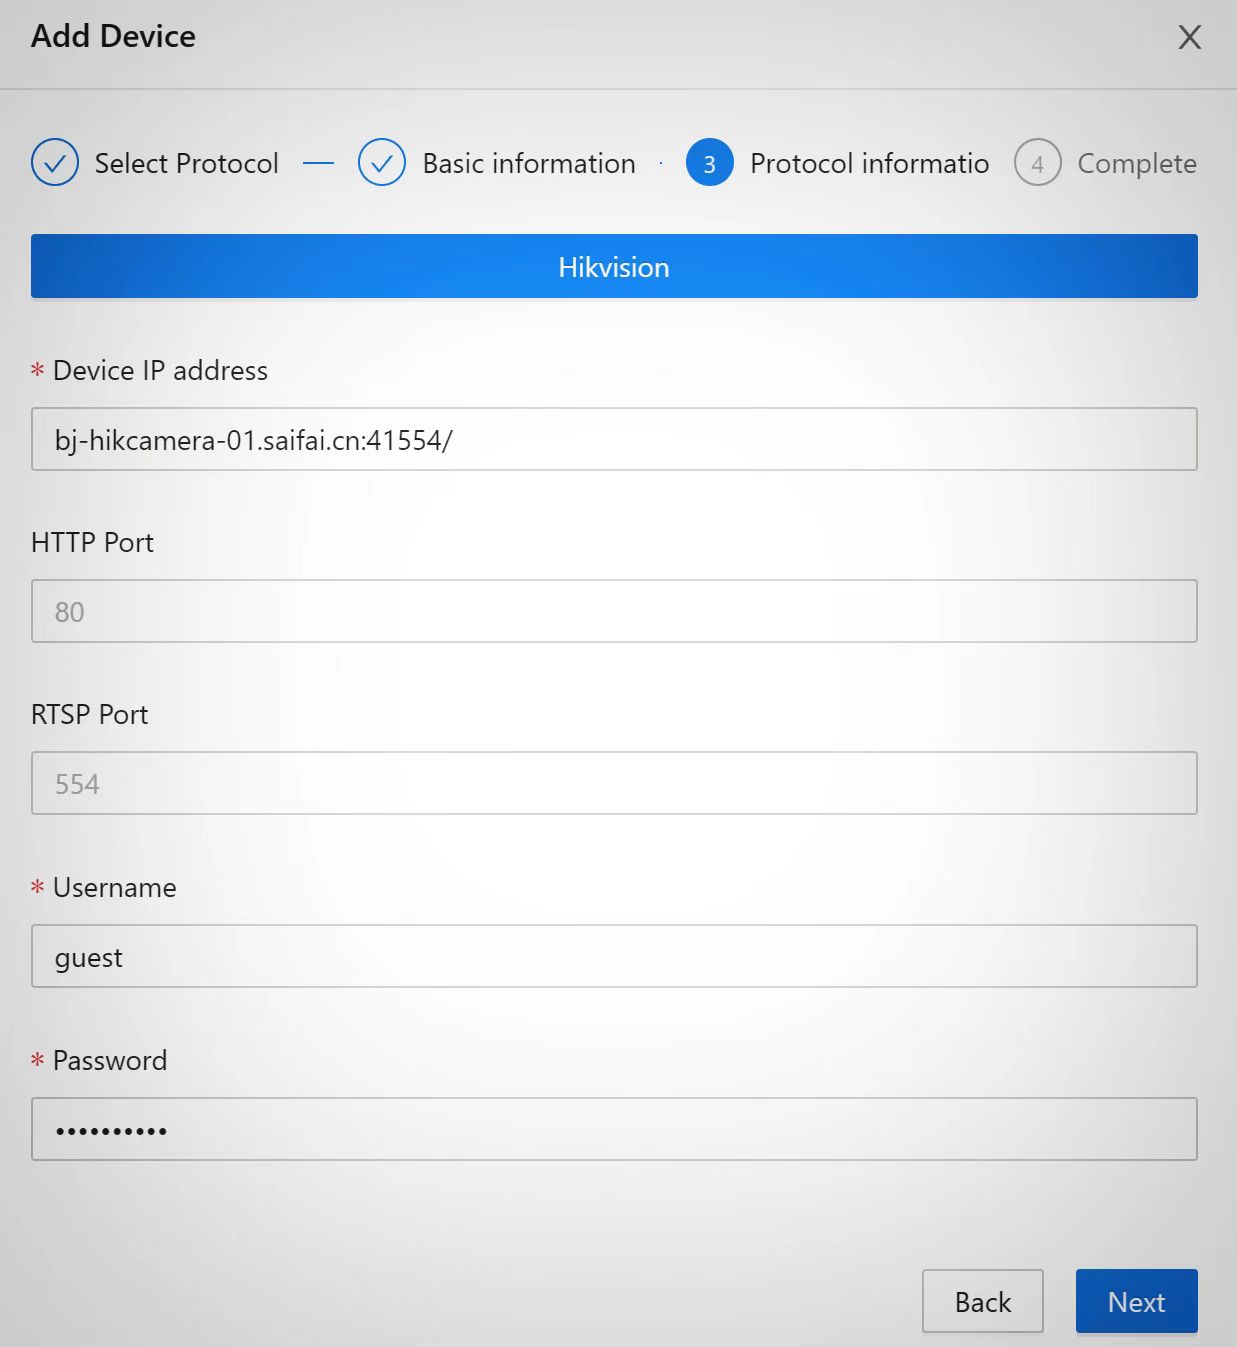 Add Device
Select Protocol
Basic information
3 Protocol informatio
4 Complete
Hikvision
* Device IP address
bj-hikcamera-01.saifai.cn:41554/
HTTP Port
80
RTSP Port
554
* Username
guest
* Password
••••••••••
Back
Next